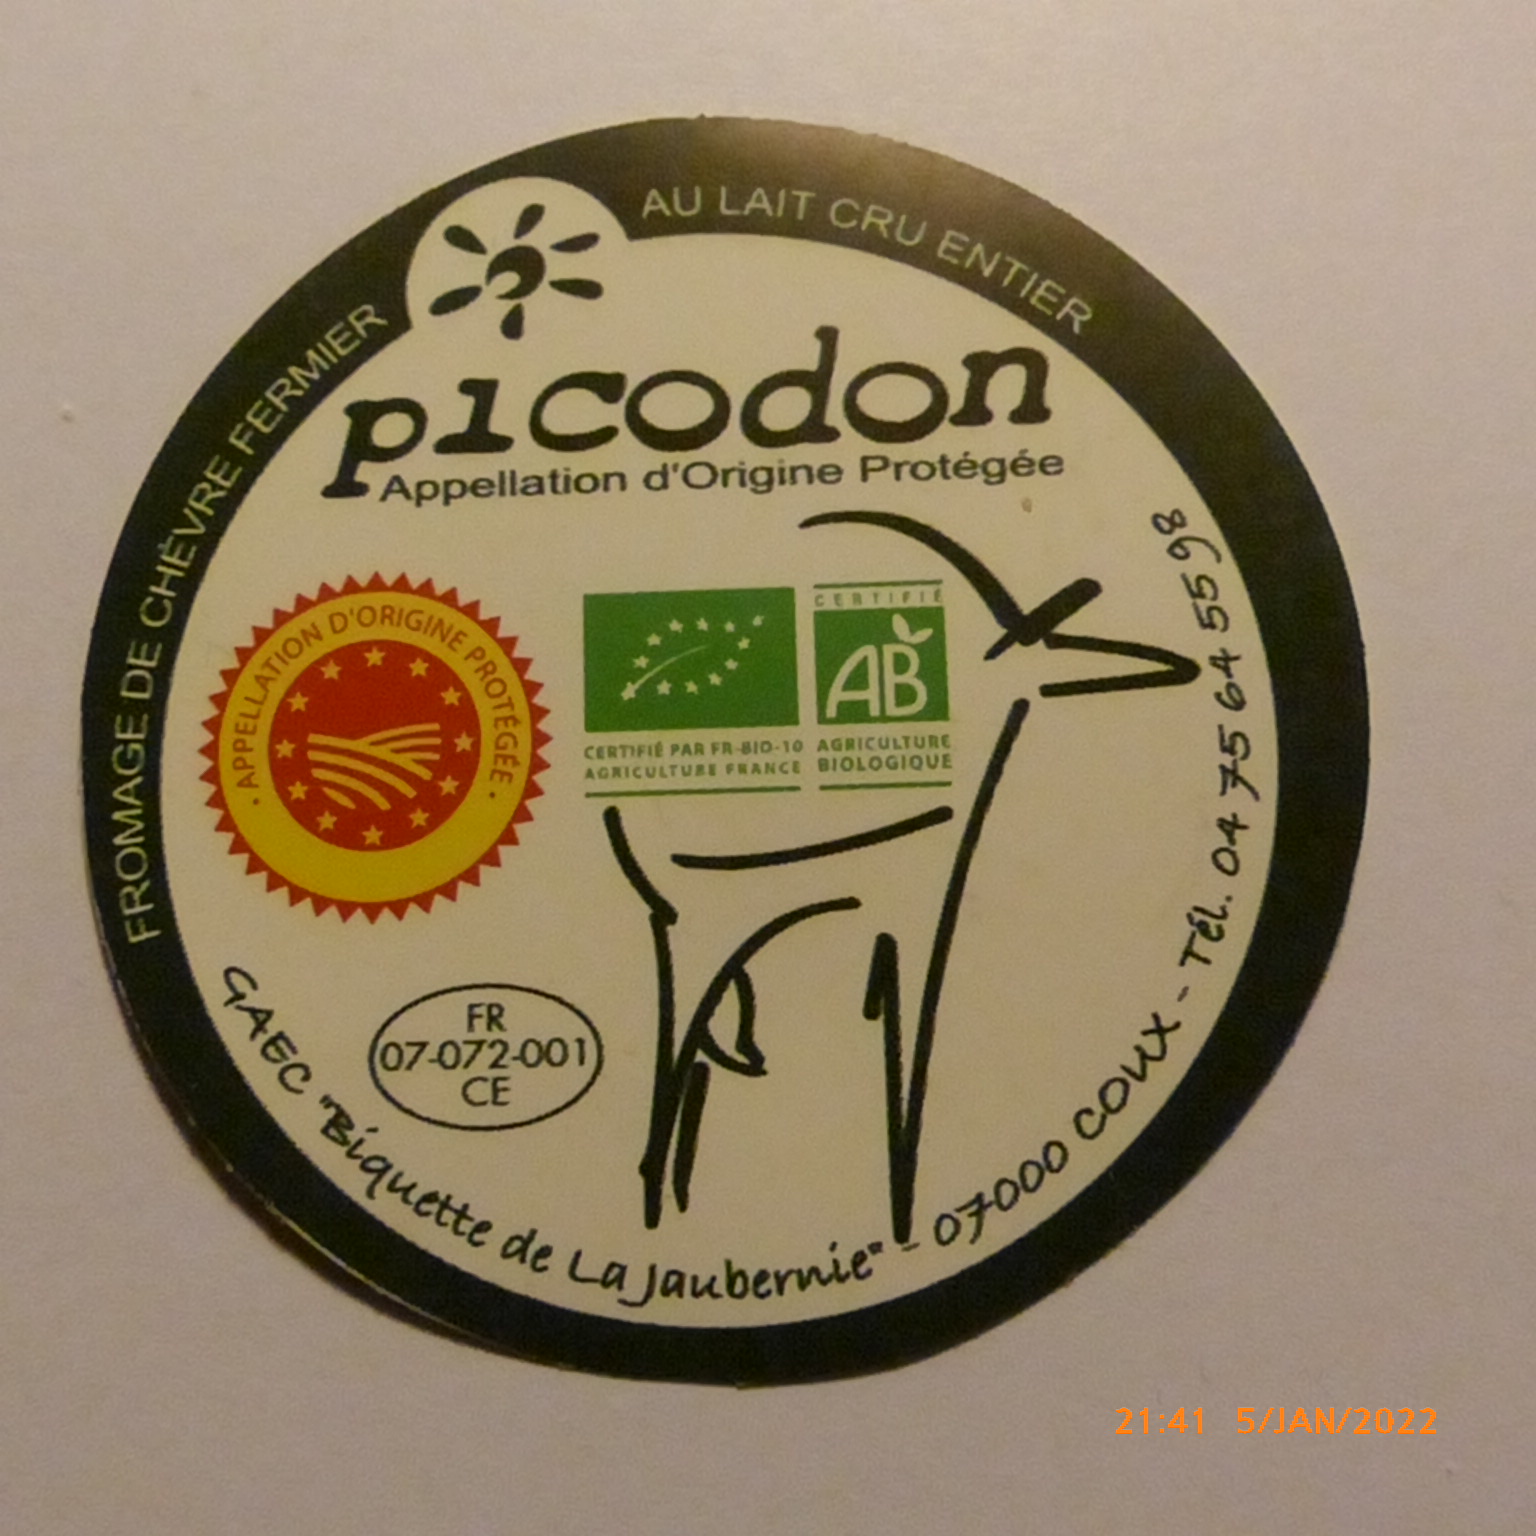 FROMAGE DE CHÈVRE FERMIER
AU LAIT CRU ENTIER
picodon
Appellation d'Origine Protégée
· APPELLATION D'ORIGINE PROTÉGÉE ·
CERTIFIÉ PAR FR-BIO-10
AGRICULTURE FRANCE
CERTIFIÉ
AB
AGRICULTURE
BIOLOGIQUE
FR
07-072-001
CE
GAEC "Biquette de La Jaubernie" - 07000 COUX - Tél. 04 75 64 55 98
21:41 5/JAN/2022